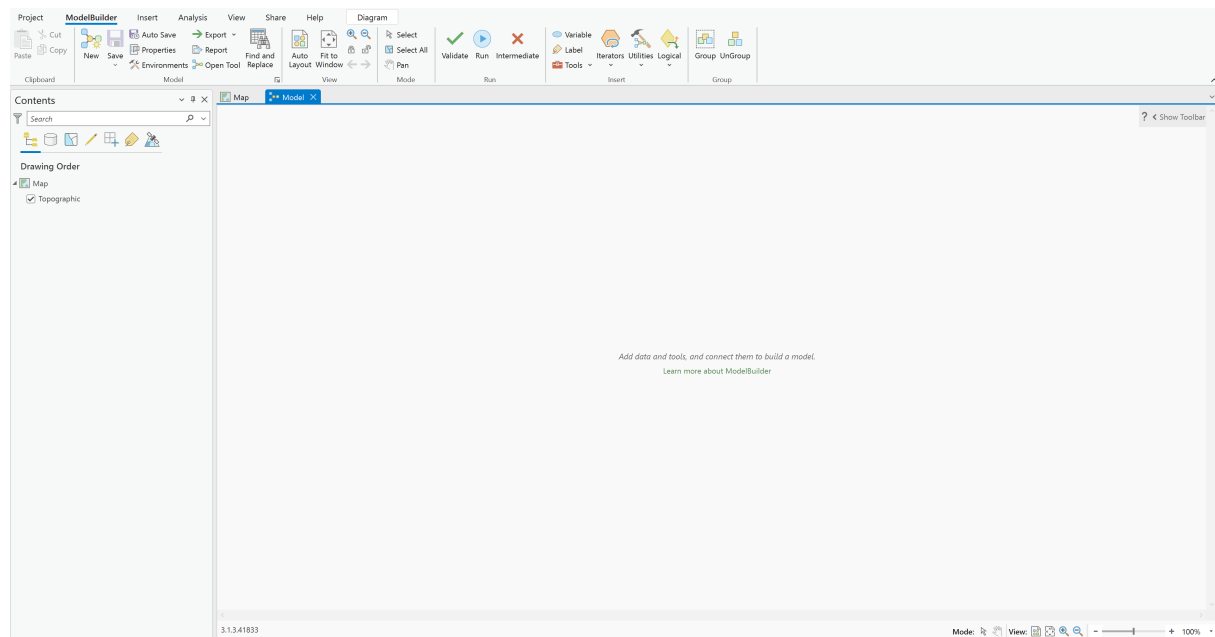 Project ModelBuilder Insert Analysis View Share Help Diagram
Paste Cut Copy
New Save
Auto Save Export
Properties Report
Environments Open Tool
Find and Replace
Auto Layout Fit to Window
Select
Select All
Pan
Validate Run Intermediate
Variable
Label
Tools
Iterators Utilities Logical
Group UnGroup
Clipboard Model View Mode Run Insert Group
Contents
Search
Drawing Order
Map
Topographic
Map Model
? Show Toolbar
Add data and tools, and connect them to build a model.
Learn more about ModelBuilder
3.1.3.41833
Mode: View: 100%